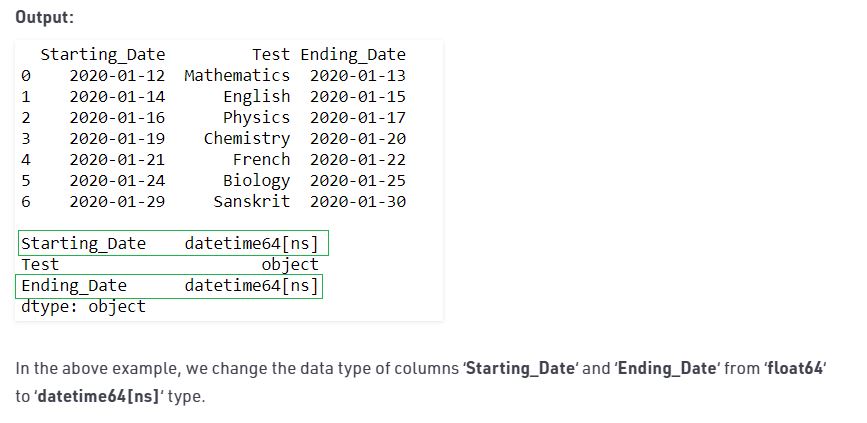 Output:
Starting_Date Test Ending_Date
0 2020-01-12 Mathematics 2020-01-13
1 2020-01-14 English 2020-01-15
2 2020-01-16 Physics 2020-01-17
3 2020-01-19 Chemistry 2020-01-20
4 2020-01-21 French 2020-01-22
5 2020-01-24 Biology 2020-01-25
6 2020-01-29 Sanskrit 2020-01-30
Starting_Date datetime64[ns]
Test object
Ending_Date datetime64[ns]
dtype: object
In the above example, we change the data type of columns ‘Starting_Date‘ and ‘Ending_Date‘ from ‘float64‘
to ‘datetime64[ns]‘ type.